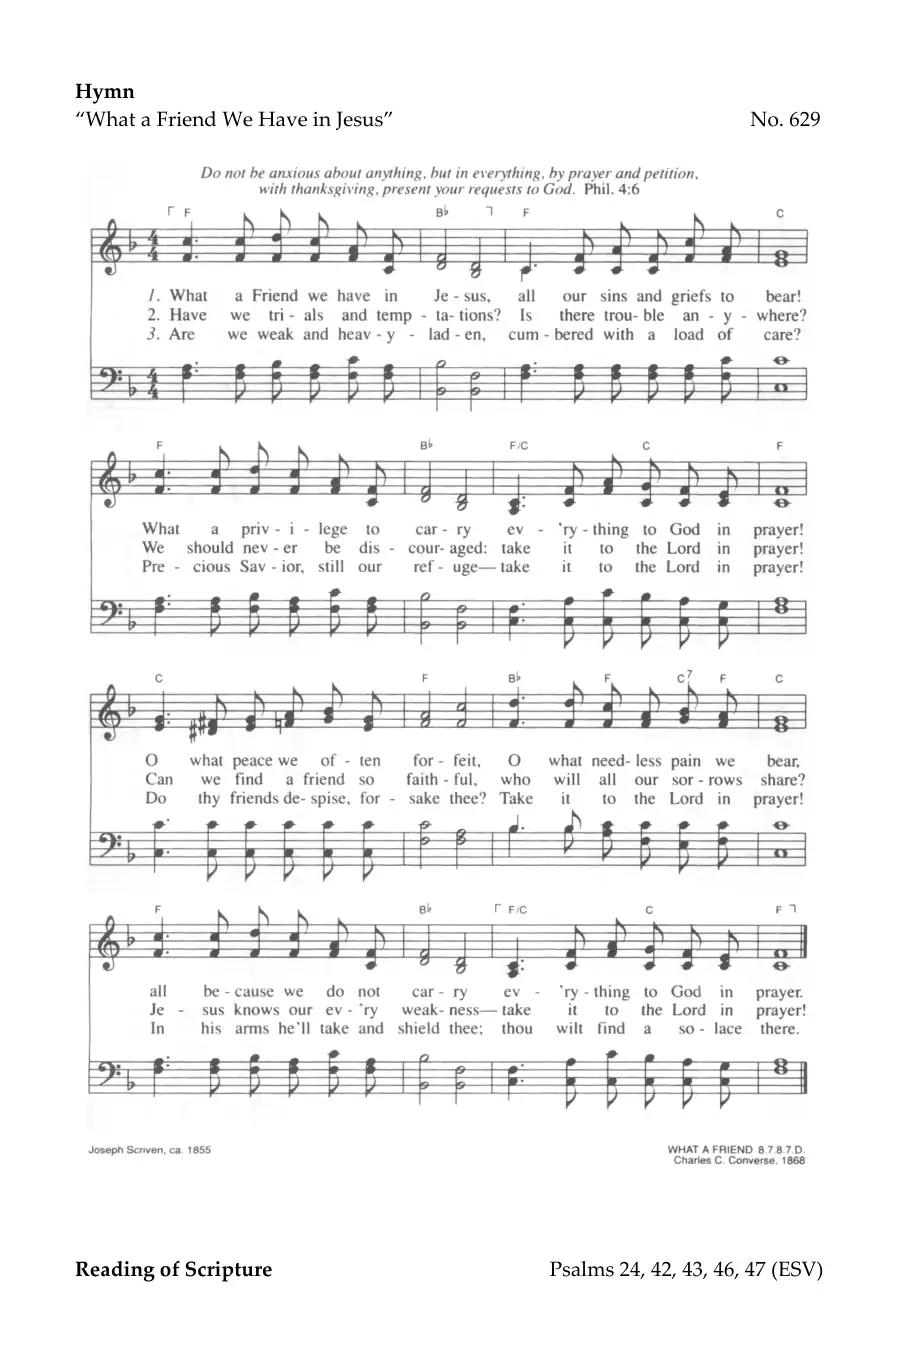 Hymn
“What a Friend We Have in Jesus” No. 629
Do not be anxious about anything, but in everything, by prayer and petition,
with thanksgiving, present your requests to God. Phil. 4:6
F B♭ F C
1. What a Friend we have in Je - sus, all our sins and griefs to bear!
2. Have we tri - als and temp - ta- tions? Is there trou- ble an - y - where?
3. Are we weak and heav - y - lad - en, cum - bered with a load of care?
F B♭ F/C C F
What a priv - i - lege to car - ry ev - 'ry - thing to God in prayer!
We should nev - er be dis - cour- aged: take it to the Lord in prayer!
Pre - cious Sav - ior, still our ref - uge— take it to the Lord in prayer!
C F B♭ F C7 F C
O what peace we of - ten for - feit, O what need- less pain we bear,
Can we find a friend so faith - ful, who will all our sor - rows share?
Do thy friends de- spise, for - sake thee? Take it to the Lord in prayer!
F B♭ F/C C F
all be - cause we do not car - ry ev - 'ry - thing to God in prayer.
Je - sus knows our ev - 'ry weak- ness— take it to the Lord in prayer!
In his arms he'll take and shield thee; thou wilt find a so - lace there.
Joseph Scriven, ca. 1855 WHAT A FRIEND 8.7.8.7.D.
Charles C. Converse, 1868
Reading of Scripture Psalms 24, 42, 43, 46, 47 (ESV)